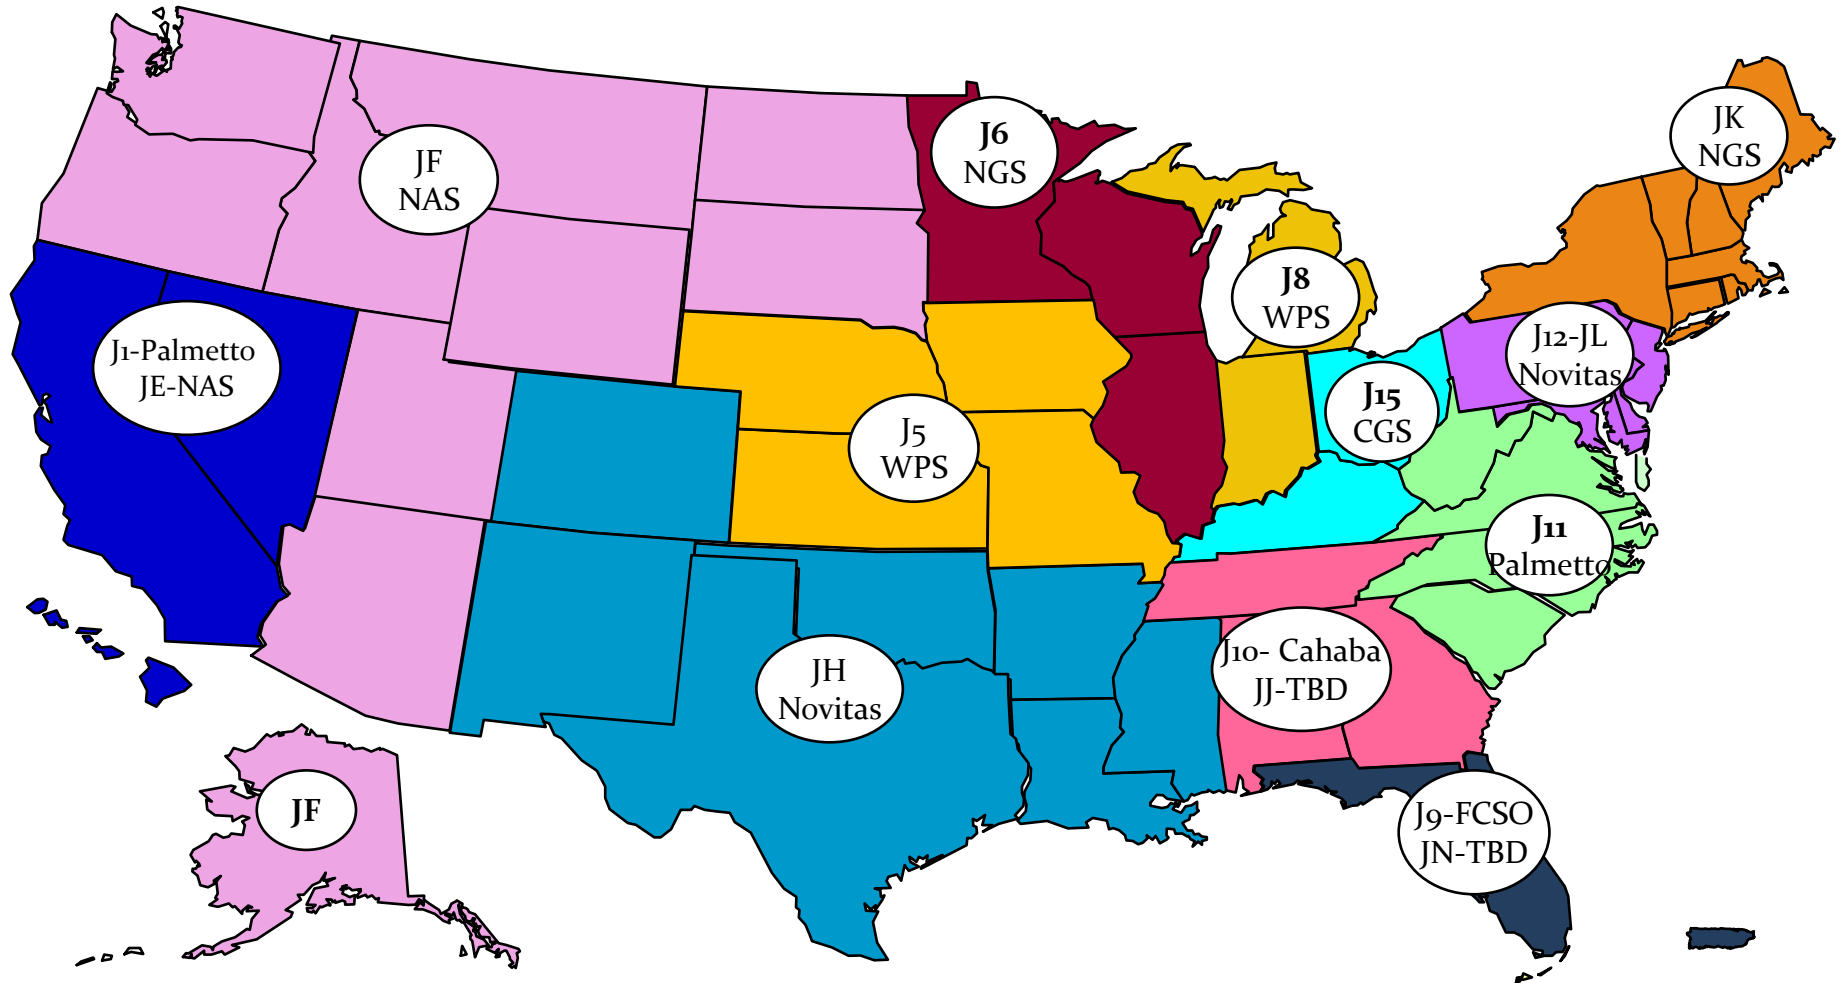 JF
NAS
J6
NGS
JK
NGS
J8
WPS
J1-Palmetto
JE-NAS
J12-JL
Novitas
J15
CGS
J5
WPS
J11
Palmetto
J10- Cahaba
JJ-TBD
JH
Novitas
JF
J9-FCSO
JN-TBD